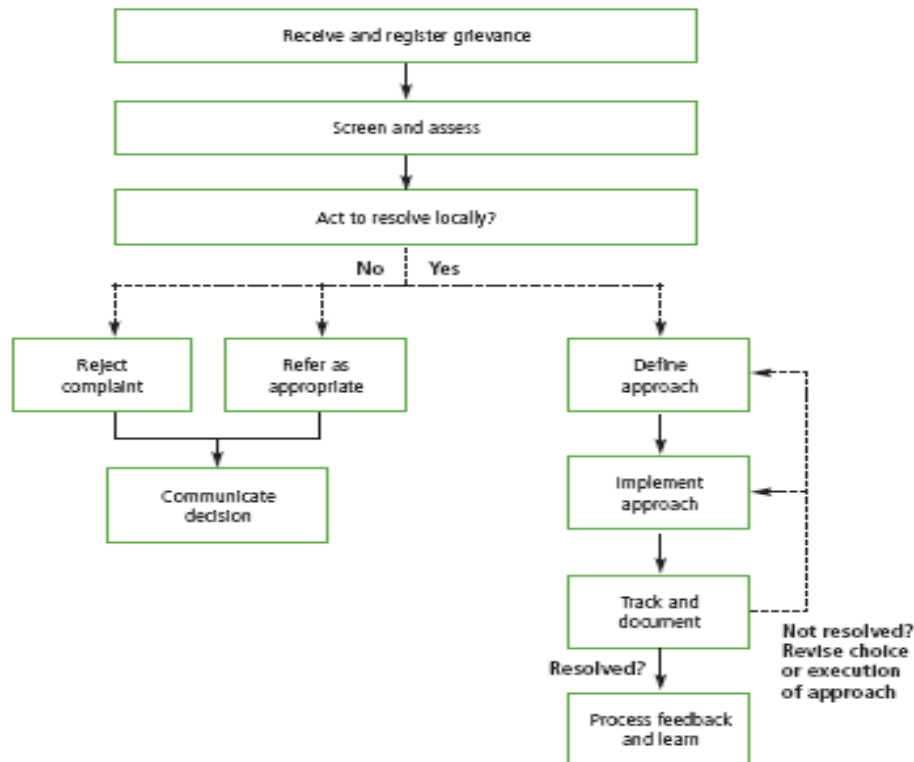 Receive and register grievance
Screen and assess
Act to resolve locally?
No Yes
Reject
complaint
Refer as
appropriate
Define
approach
Communicate
decision
Implement
approach
Track and
document
Not resolved?
Revise choice
or execution
of approach
Resolved?
Process feedback
and learn